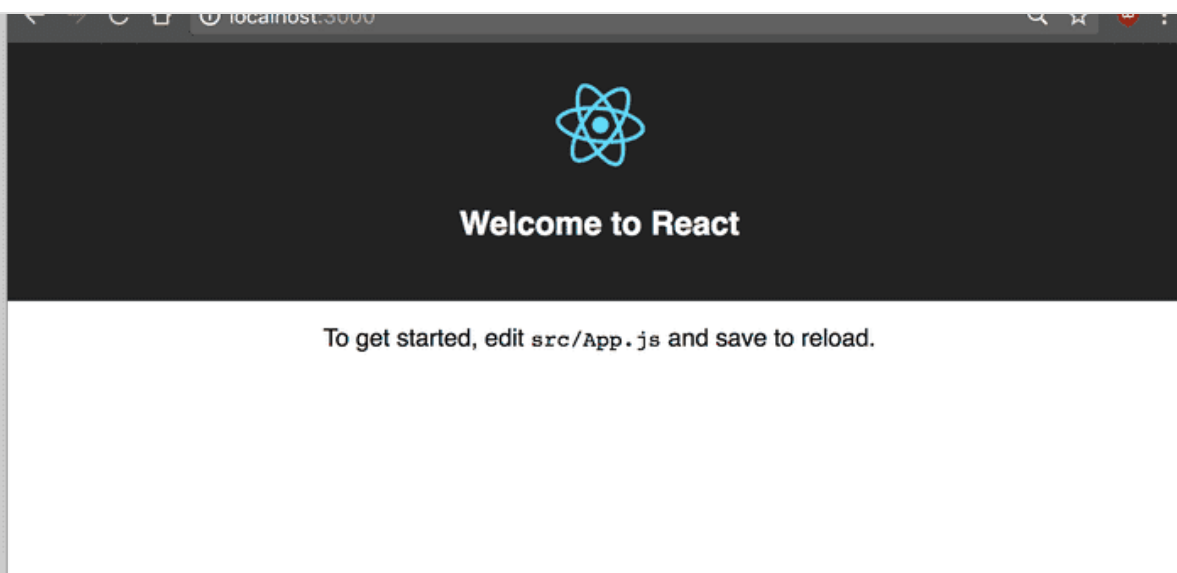 localhost:3000
Welcome to React
To get started, edit src/App.js and save to reload.